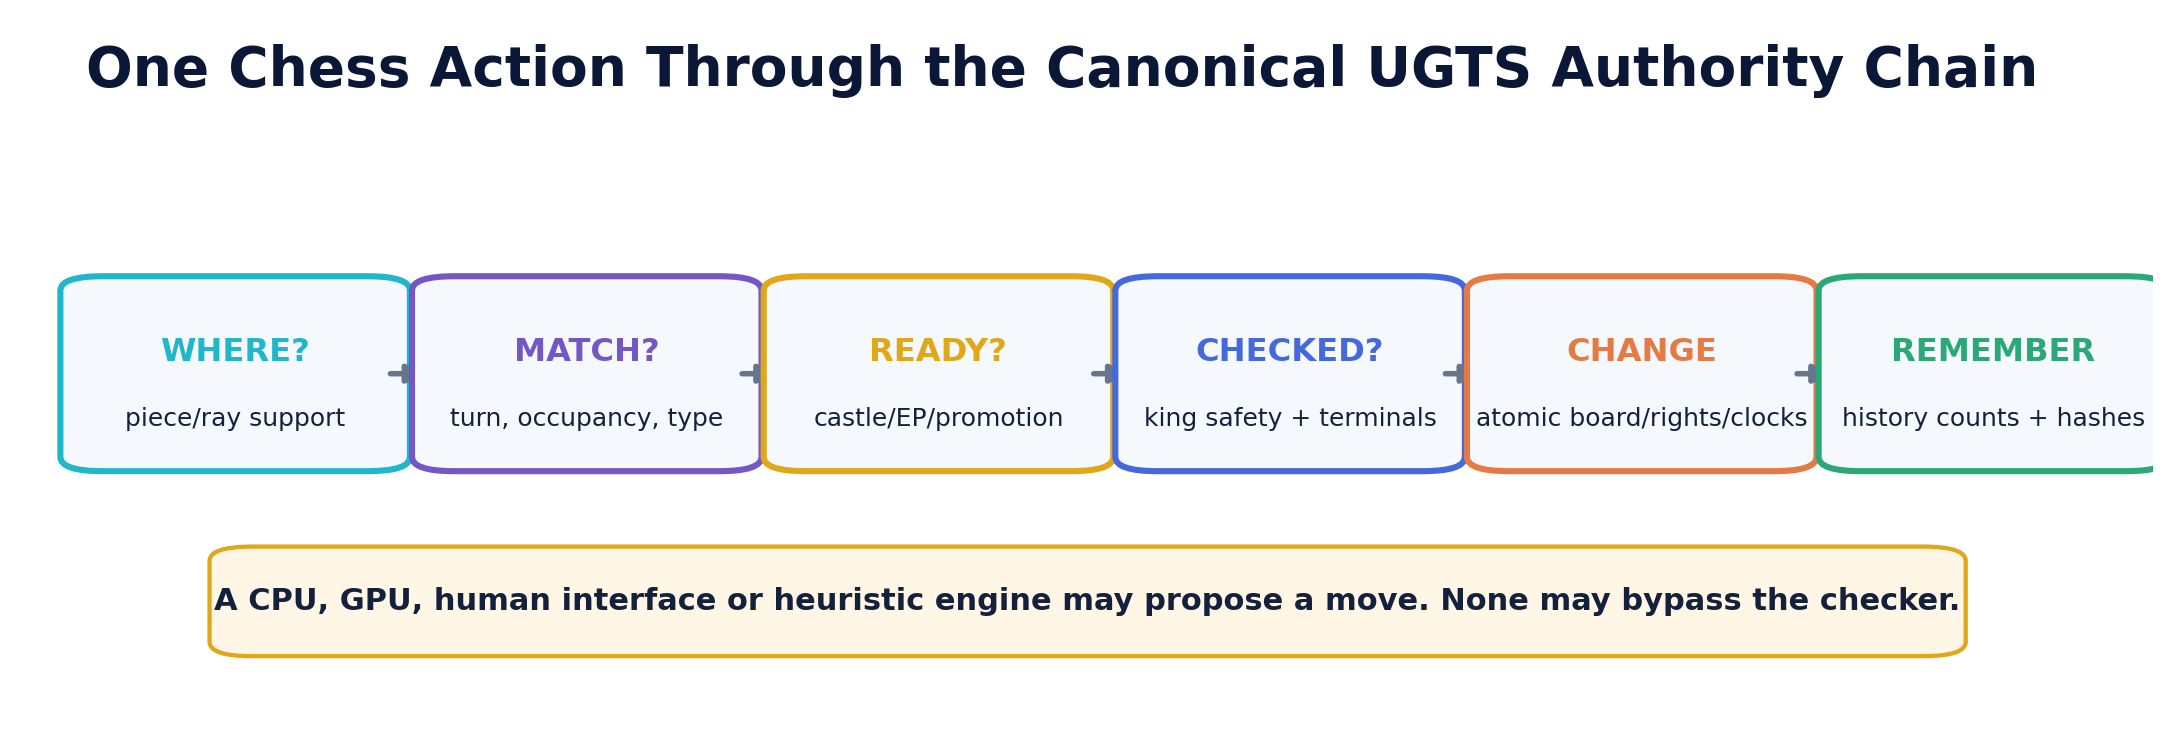 One Chess Action Through the Canonical UGTS Authority Chain
WHERE?
piece/ray support
MATCH?
turn, occupancy, type
READY?
castle/EP/promotion
CHECKED?
king safety + terminals
CHANGE
atomic board/rights/clocks
REMEMBER
history counts + hashes
A CPU, GPU, human interface or heuristic engine may propose a move. None may bypass the checker.